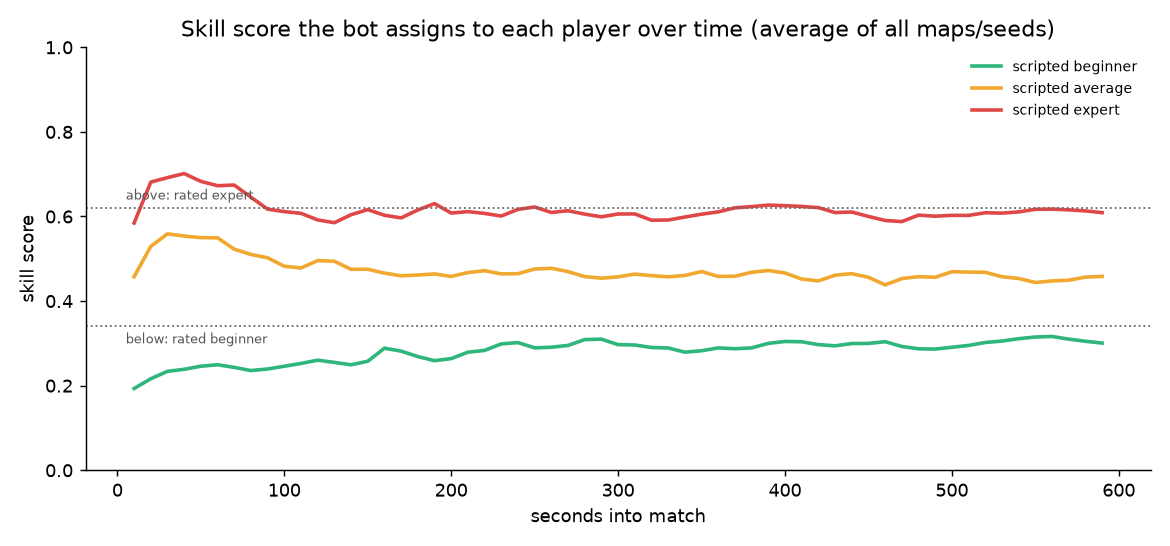 Skill score the bot assigns to each player over time (average of all maps/seeds)
1.0
0.8
0.6
0.4
0.2
0.0
skill score
scripted beginner
scripted average
scripted expert
above: rated expert
below: rated beginner
0 100 200 300 400 500 600
seconds into match